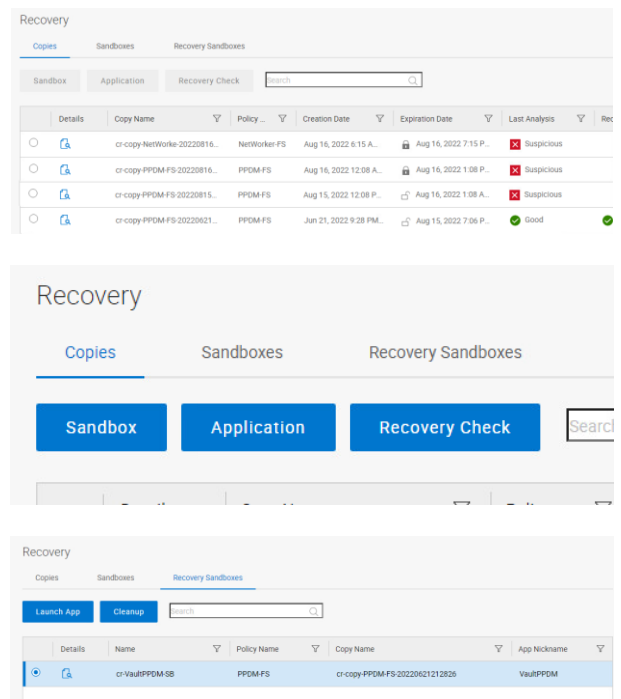 Recovery
Copies Sandboxes Recovery Sandboxes
Sandbox Application Recovery Check Search
Details Copy Name Policy ... Creation Date Expiration Date Last Analysis Rec
cr-copy-NetWorke-20220816... NetWorker-FS Aug 16, 2022 6:15 A... Aug 16, 2022 7:15 P... Suspicious
cr-copy-PPDM-FS-20220816... PPDM-FS Aug 16, 2022 12:08 A... Aug 16, 2022 1:08 P... Suspicious
cr-copy-PPDM-FS-20220815... PPDM-FS Aug 15, 2022 12:08 P... Aug 16, 2022 1:08 A... Suspicious
cr-copy-PPDM-FS-20220621... PPDM-FS Jun 21, 2022 9:28 PM... Aug 15, 2022 7:06 P... Good
Recovery
Copies Sandboxes Recovery Sandboxes
Sandbox Application Recovery Check Search
Recovery
Copies Sandboxes Recovery Sandboxes
Launch App Cleanup Search
Details Name Policy Name Copy Name App Nickname
cr-VaultPPDM-SB PPDM-FS cr-copy-PPDM-FS-20220621212826 VaultPPDM